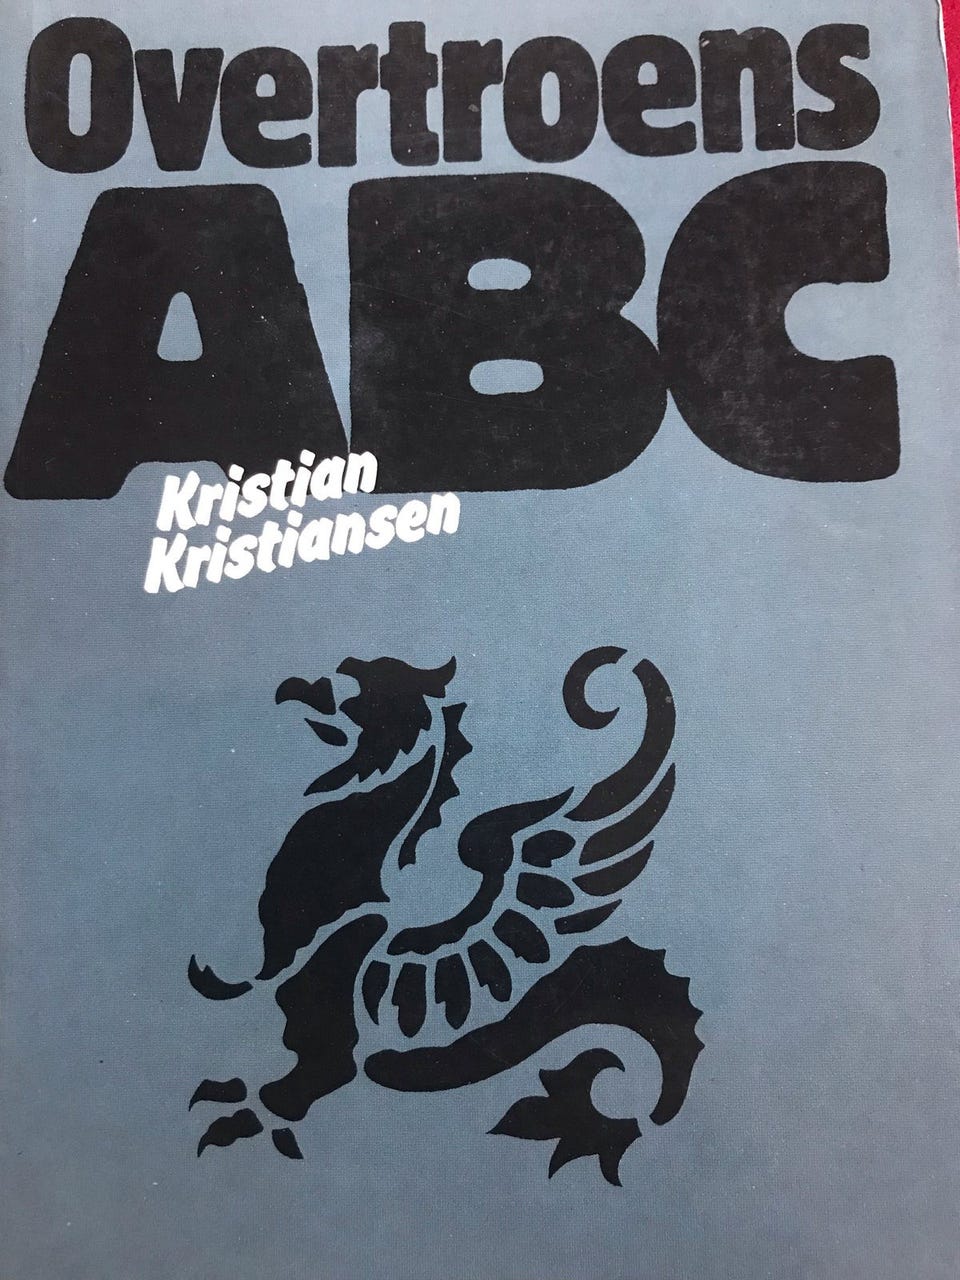 Overtroens
ABC
Kristian
Kristiansen